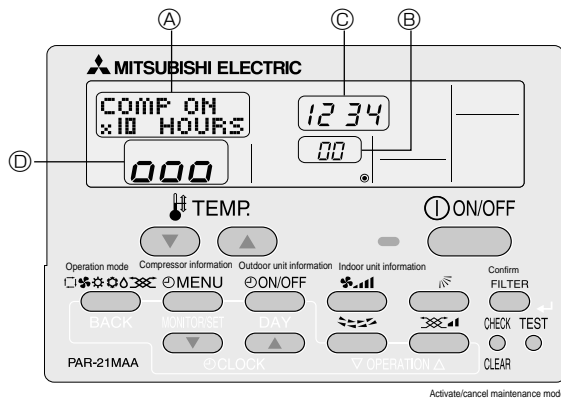 Ⓐ Ⓒ Ⓑ
MITSUBISHI ELECTRIC
COMP ON
x10 HOURS
1234
00
Ⓓ
000
TEMP.
ON/OFF
Operation mode Compressor information Outdoor unit information Indoor unit information Confirm
MENU ON/OFF FILTER
BACK MONITOR/SET DAY
CHECK TEST
PAR-21MAA CLOCK ▽ OPERATION △ CLEAR
Activate/cancel maintenance mod